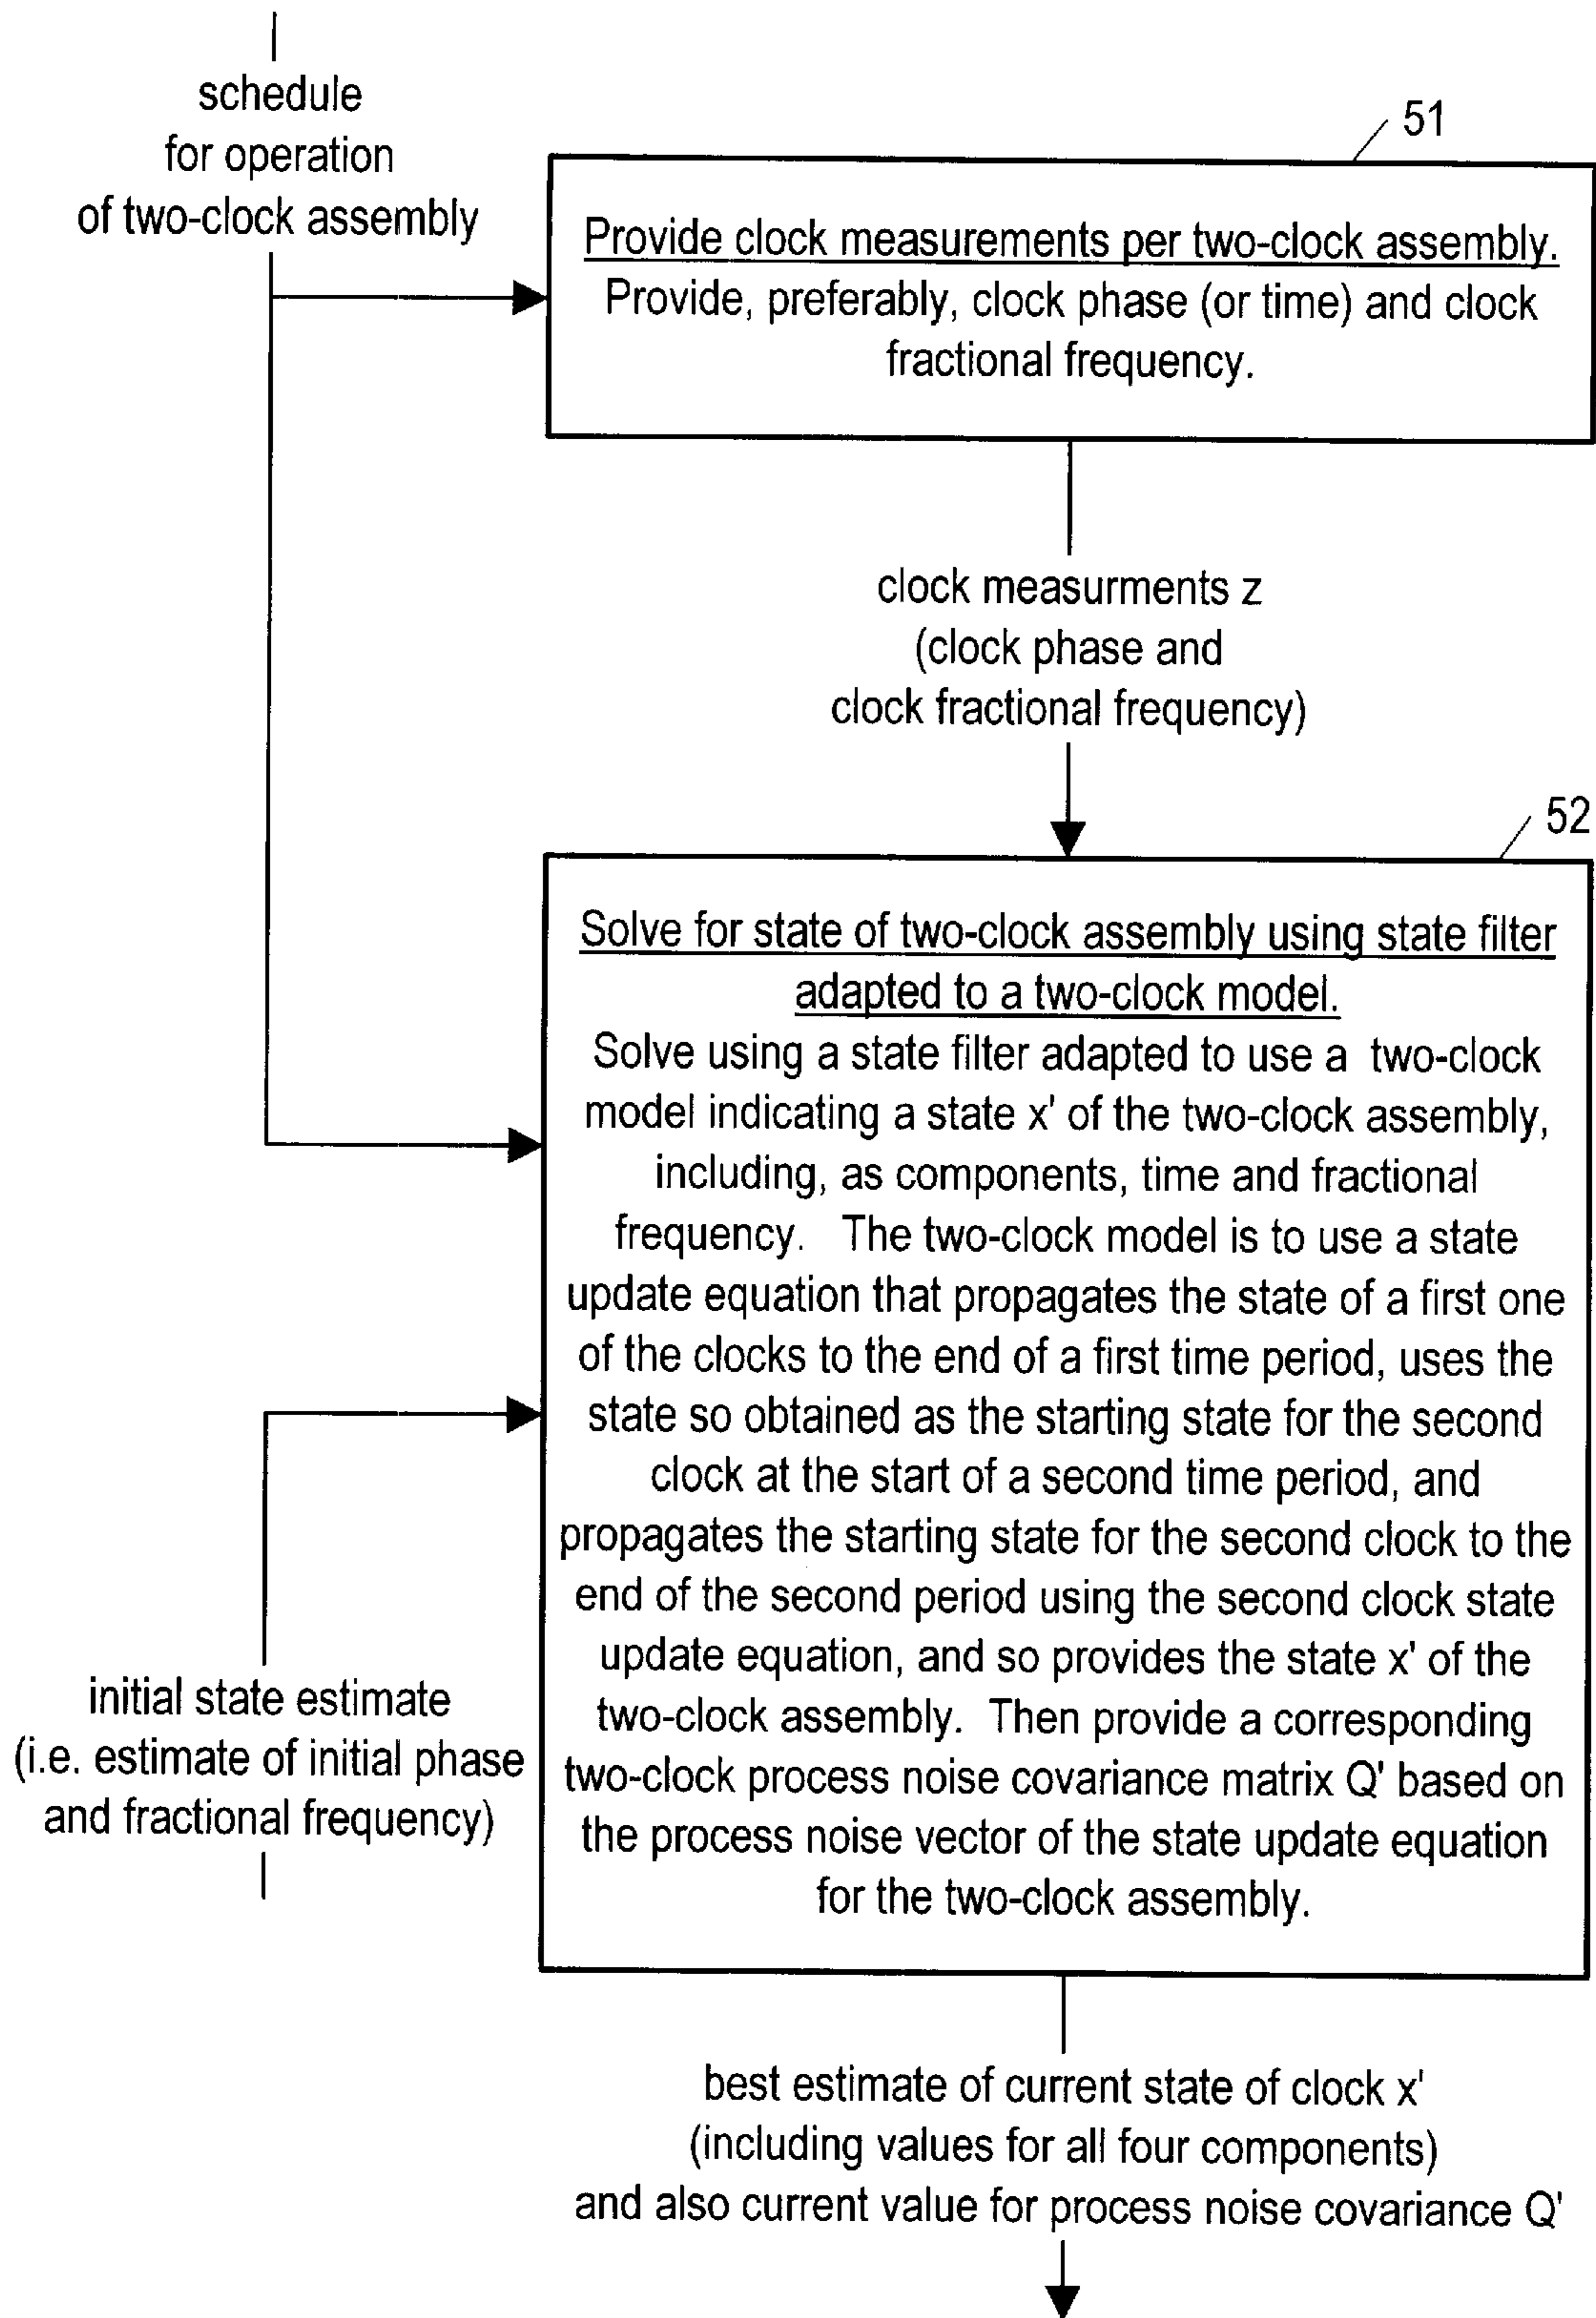 schedule
for operation
of two-clock assembly
51
Provide clock measurements per two-clock assembly.
Provide, preferably, clock phase (or time) and clock
fractional frequency.
clock measurments z
(clock phase and
clock fractional frequency)
52
Solve for state of two-clock assembly using state filter
adapted to a two-clock model.
Solve using a state filter adapted to use a two-clock
model indicating a state x' of the two-clock assembly,
including, as components, time and fractional
frequency. The two-clock model is to use a state
update equation that propagates the state of a first one
of the clocks to the end of a first time period, uses the
state so obtained as the starting state for the second
clock at the start of a second time period, and
propagates the starting state for the second clock to the
end of the second period using the second clock state
update equation, and so provides the state x' of the
two-clock assembly. Then provide a corresponding
two-clock process noise covariance matrix Q' based on
the process noise vector of the state update equation
for the two-clock assembly.
initial state estimate
(i.e. estimate of initial phase
and fractional frequency)
best estimate of current state of clock x'
(including values for all four components)
and also current value for process noise covariance Q'